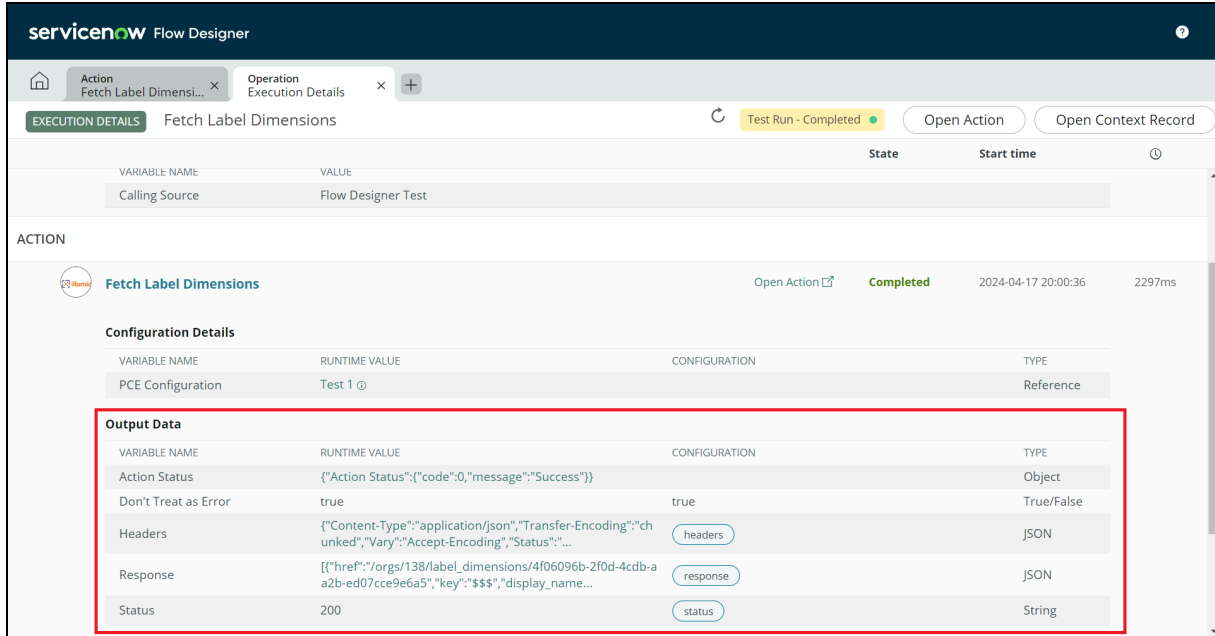 servicenow Flow Designer
Action
Fetch Label Dimensi...
Operation
Execution Details
EXECUTION DETAILS Fetch Label Dimensions Test Run - Completed Open Action Open Context Record
State Start time
VARIABLE NAME VALUE
Calling Source Flow Designer Test
ACTION
illumio Fetch Label Dimensions Open Action Completed 2024-04-17 20:00:36 2297ms
Configuration Details
VARIABLE NAME RUNTIME VALUE CONFIGURATION TYPE
PCE Configuration Test 1 Reference
Output Data
VARIABLE NAME RUNTIME VALUE CONFIGURATION TYPE
Action Status {"Action Status":{"code":0,"message":"Success"}} Object
Don't Treat as Error true true True/False
Headers {"Content-Type":"application/json","Transfer-Encoding":"ch
unked","Vary":"Accept-Encoding","Status":"... headers JSON
Response [{"href":"/orgs/138/label_dimensions/4f06096b-2f0d-4cdb-a
a2b-ed07cce9e6a5","key":"$$$","display_name... response JSON
Status 200 status String